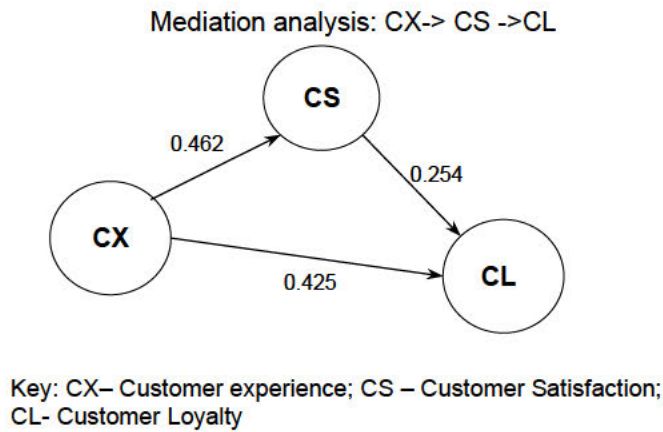 Mediation analysis: CX-> CS ->CL
CS
0.462
0.254
CX
0.425
CL
Key: CX– Customer experience; CS – Customer Satisfaction;
CL- Customer Loyalty